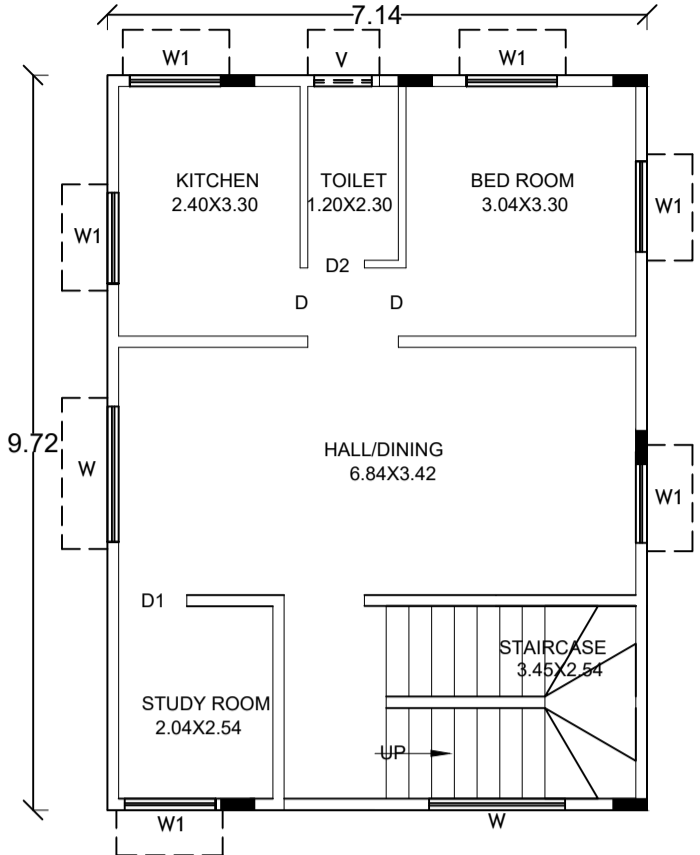 7.14
W1
V
W1
KITCHEN
2.40X3.30
TOILET
1.20X2.30
BED ROOM
3.04X3.30
W1
W1
D2
D
D
9.72
W
HALL/DINING
6.84X3.42
W1
D1
STAIRCASE
3.45X2.54
STUDY ROOM
2.04X2.54
UP
W1
W